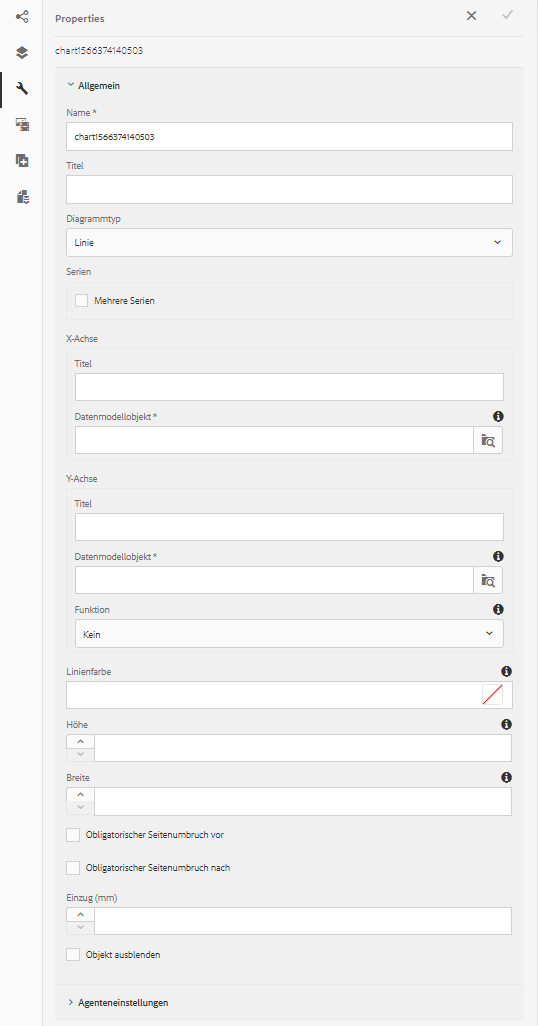 Properties
chart1566374140503
Allgemein
Name *
chart1566374140503
Titel
Diagrammtyp
Linie
Serien
Mehrere Serien
X-Achse
Titel
Datenmodellobjekt *
Y-Achse
Titel
Datenmodellobjekt *
Funktion
Kein
Linienfarbe
Höhe
Breite
Obligatorischer Seitenumbruch vor
Obligatorischer Seitenumbruch nach
Einzug (mm)
Objekt ausblenden
Agenteneinstellungen